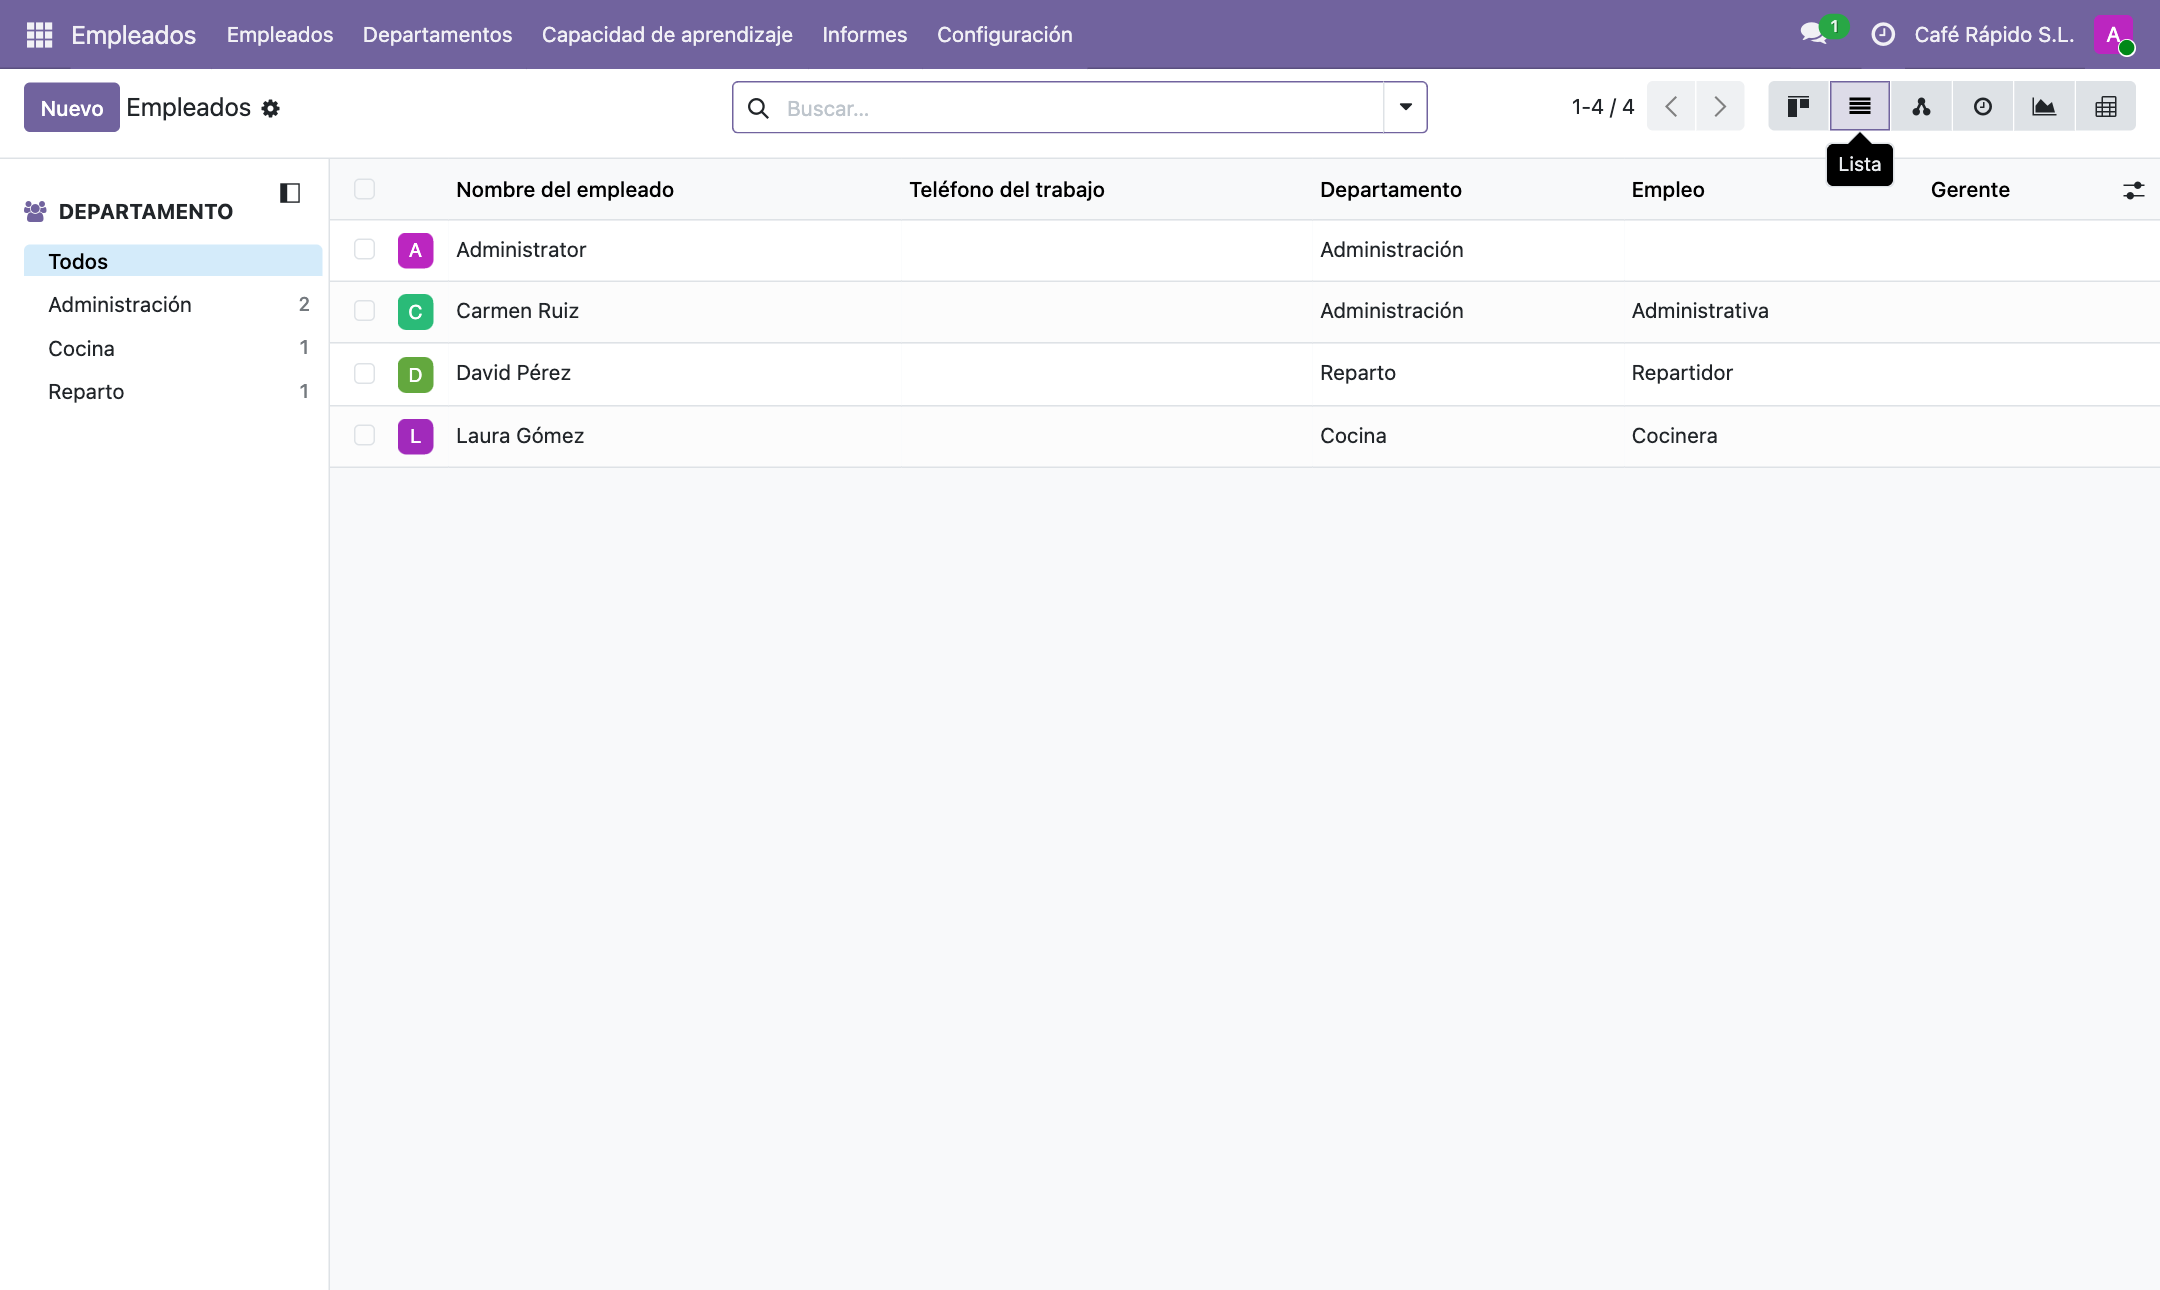 Empleados Empleados Departamentos Capacidad de aprendizaje Informes Configuración 1 Café Rápido S.L. A
Nuevo Empleados Buscar... 1-4 / 4
Lista
DEPARTAMENTO
Todos
Administración 2
Cocina 1
Reparto 1
Nombre del empleado Teléfono del trabajo Departamento Empleo Gerente
A Administrator Administración
C Carmen Ruiz Administración Administrativa
D David Pérez Reparto Repartidor
L Laura Gómez Cocina Cocinera